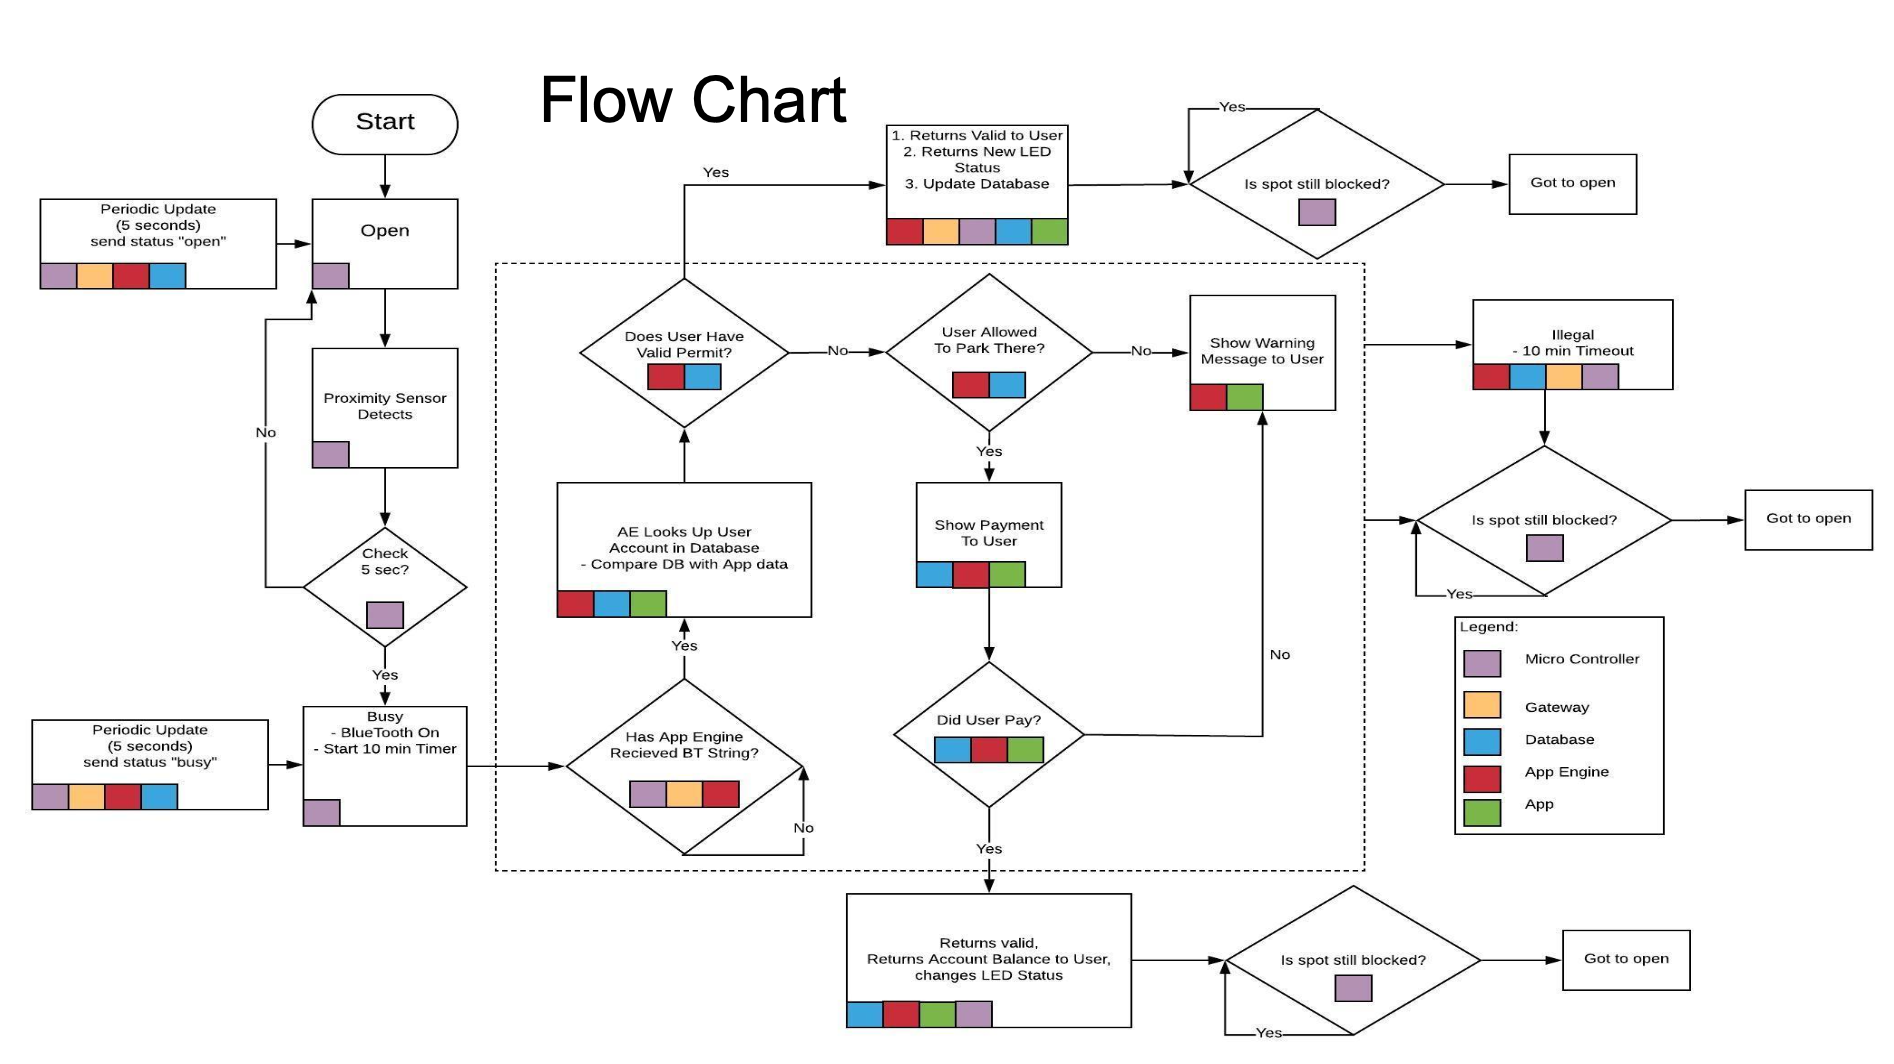 Flow Chart
Start
Periodic Update
(5 seconds)
send status "open"
Open
Proximity Sensor
Detects
No
Check
5 sec?
Yes
Periodic Update
(5 seconds)
send status "busy"
Busy
- BlueTooth On
- Start 10 min Timer
Has App Engine
Recieved BT String?
No
Yes
AE Looks Up User
Account in Database
- Compare DB with App data
Does User Have
Valid Permit?
Yes
1. Returns Valid to User
2. Returns New LED
Status
3. Update Database
Yes
Is spot still blocked?
Got to open
No
User Allowed
To Park There?
No
Show Warning
Message to User
Yes
Show Payment
To User
Did User Pay?
No
Yes
Returns valid,
Returns Account Balance to User,
changes LED Status
Is spot still blocked?
Yes
Got to open
Illegal
- 10 min Timeout
Is spot still blocked?
Yes
Got to open
Legend:
Micro Controller
Gateway
Database
App Engine
App